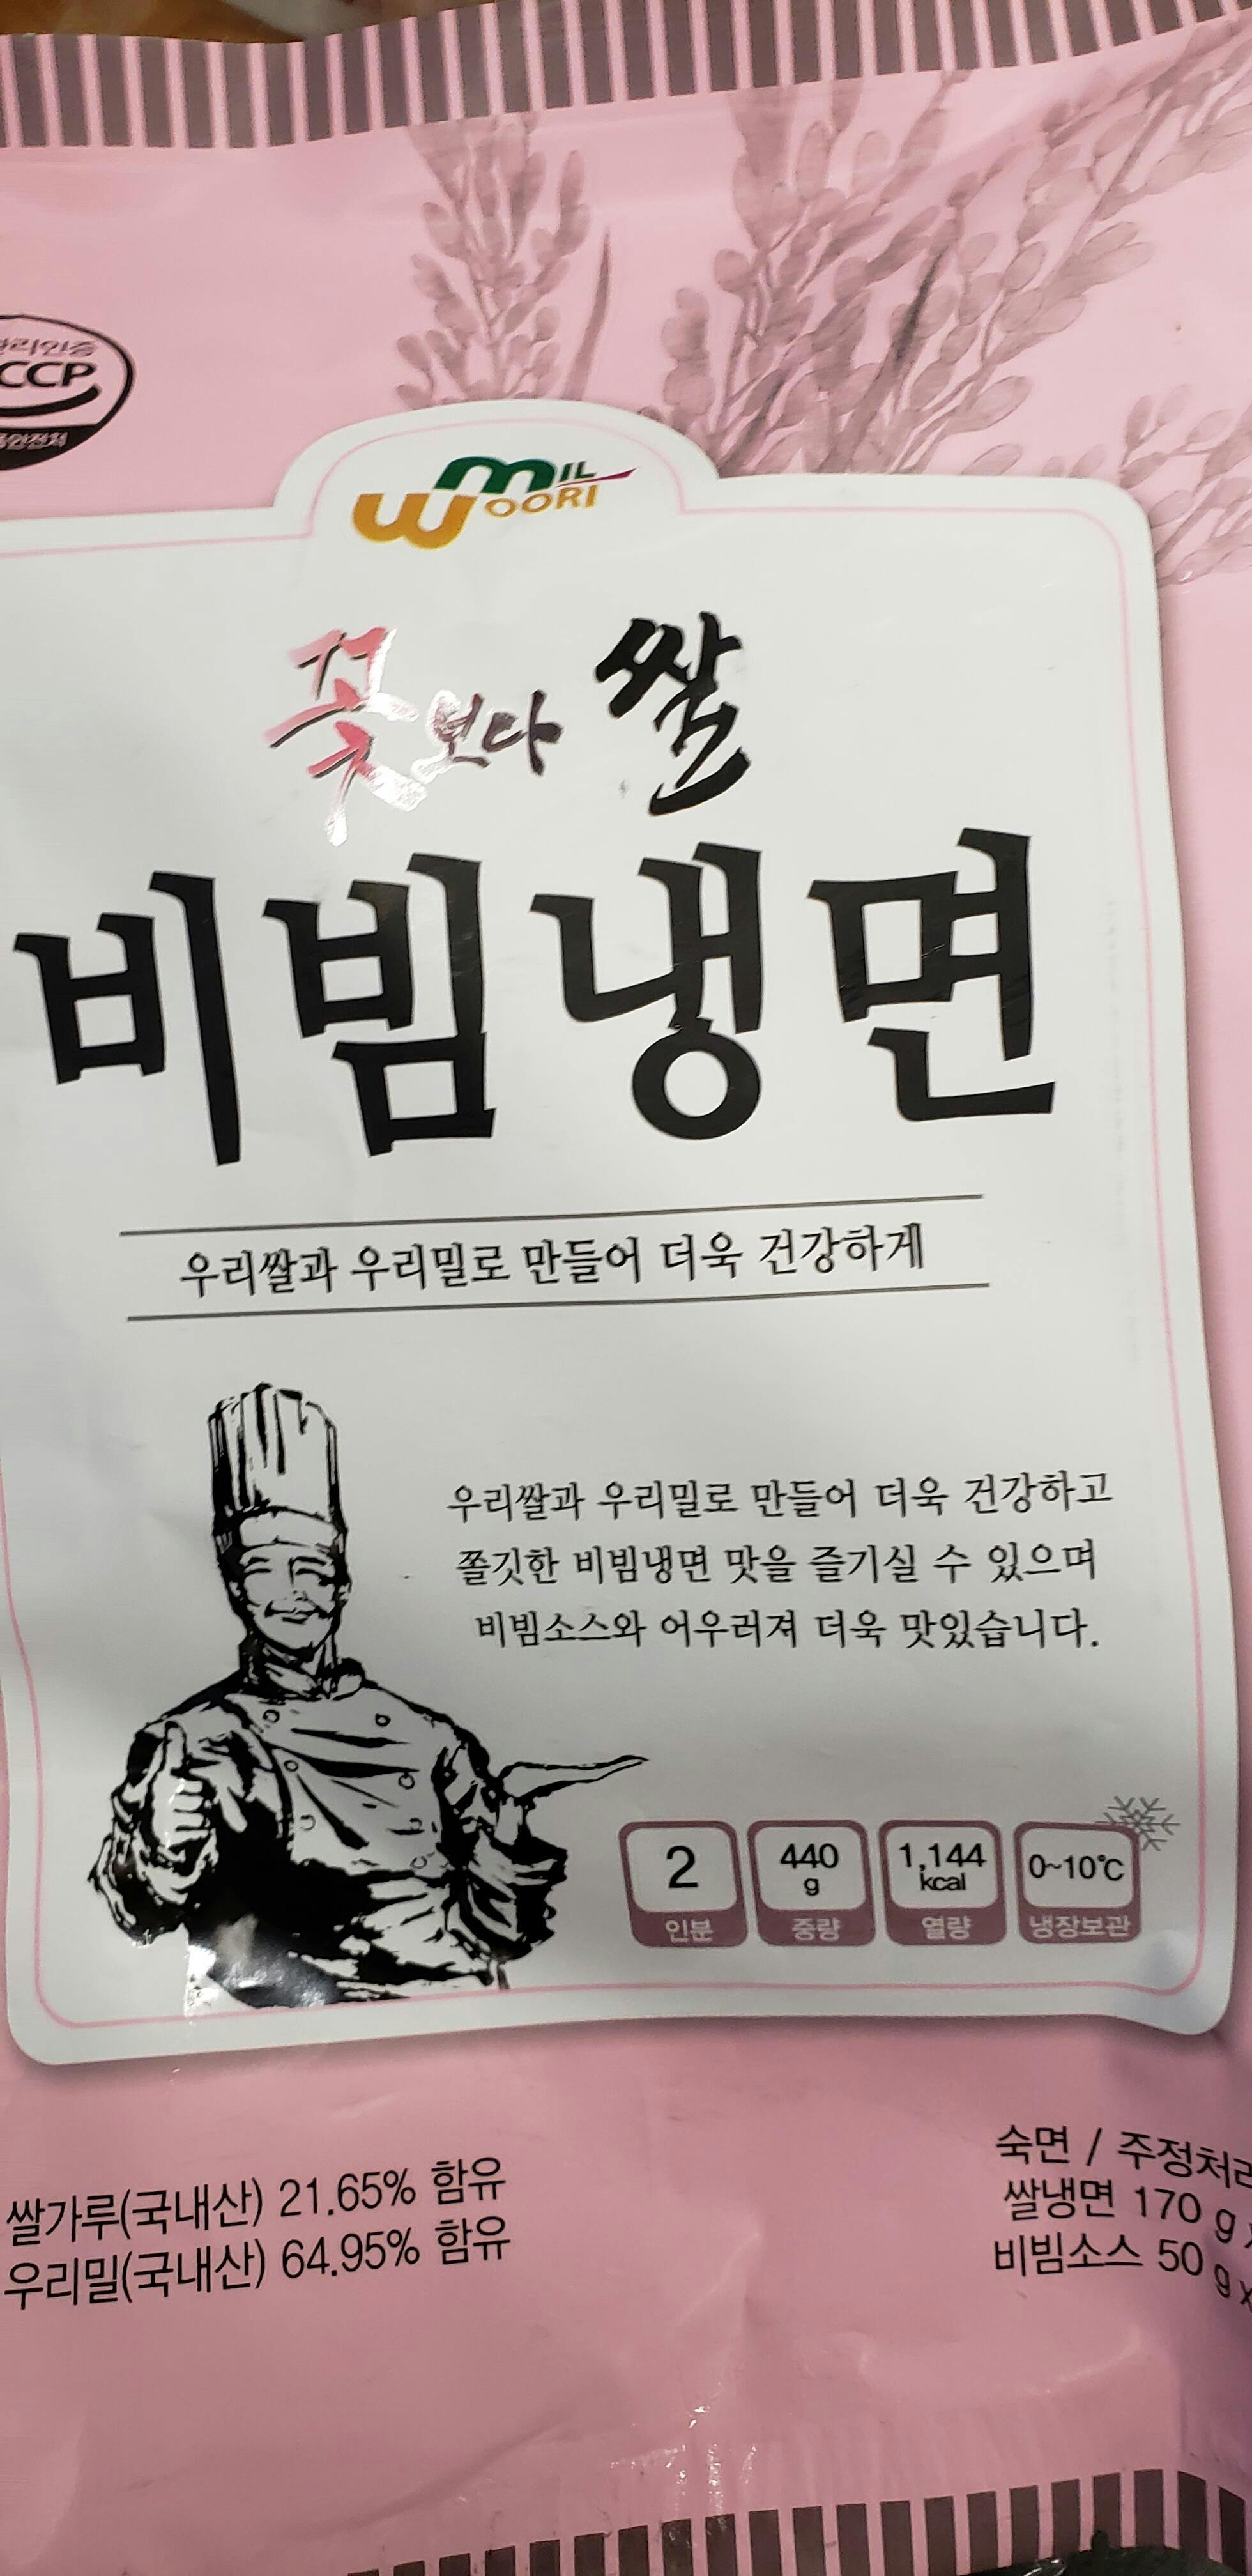 CCP
MIL
WOORI
꽃보다 쌀
비빔냉면
우리쌀과 우리밀로 만들어 더욱 건강하게
우리쌀과 우리밀로 만들어 더욱 건강하고
쫄깃한 비빔냉면 맛을 즐기실 수 있으며
비빔소스와 어우러져 더욱 맛있습니다.
2 440 1,144 0~10℃
g kcal
인분 중량 열량 냉장보관
쌀가루(국내산) 21.65% 함유
우리밀(국내산) 64.95% 함유
숙면 / 주정처리
쌀냉면 170 g x
비빔소스 50 g x